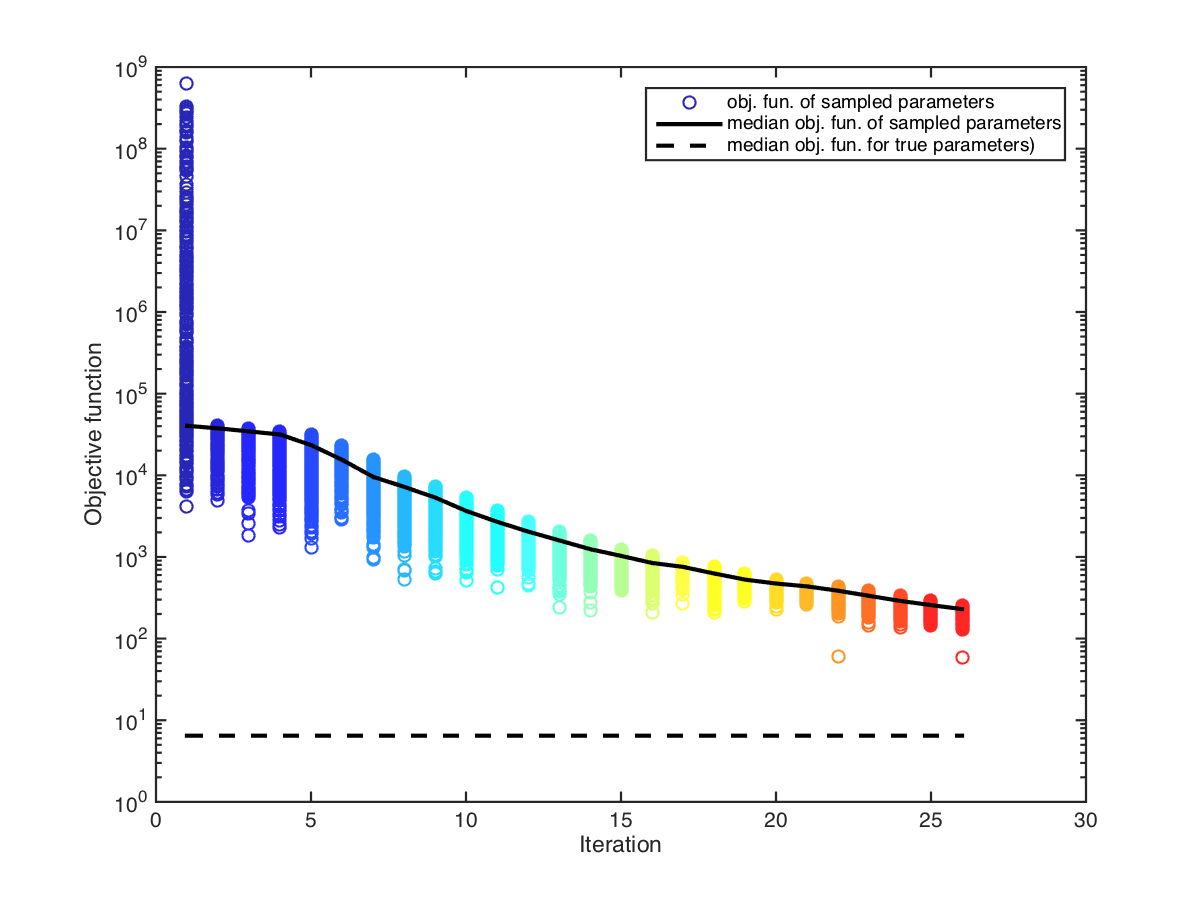 10^9
10^8
10^7
10^6
10^5
10^4
10^3
10^2
10^1
10^0
Objective function
obj. fun. of sampled parameters
median obj. fun. of sampled parameters
median obj. fun. for true parameters)
0 5 10 15 20 25 30
Iteration